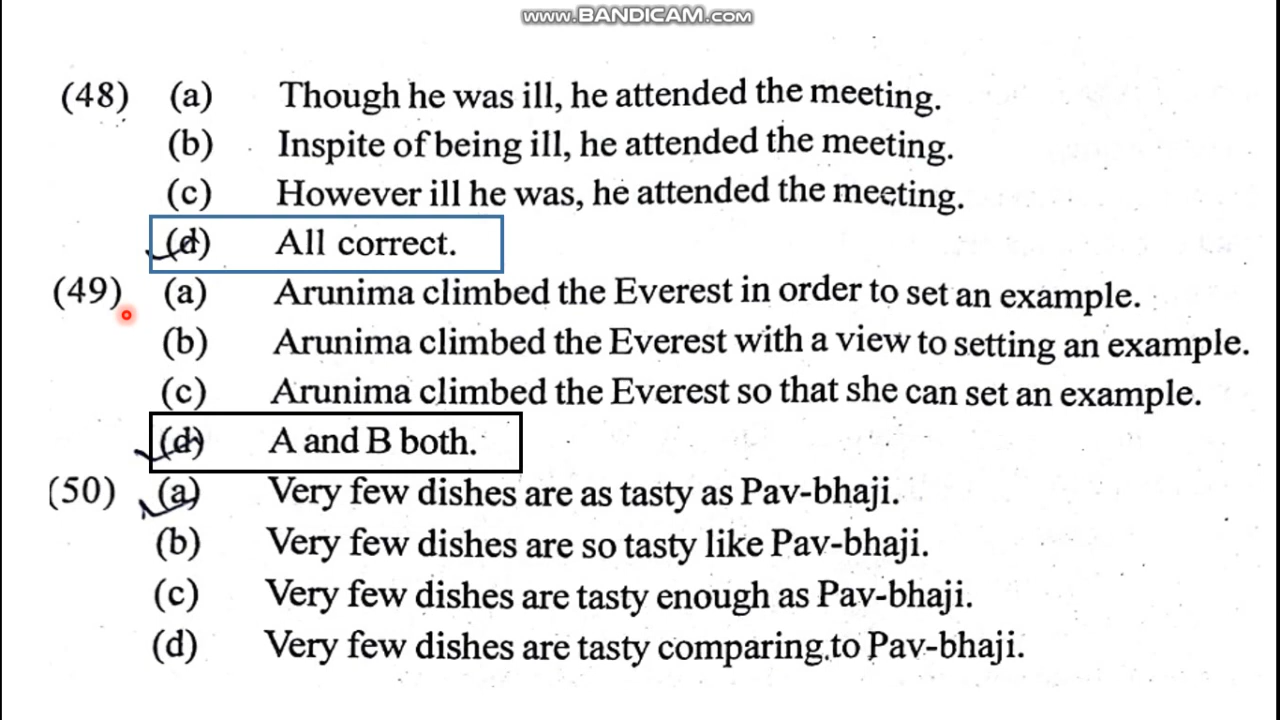 www.BANDICAM.com
(48) (a) Though he was ill, he attended the meeting.
(b) Inspite of being ill, he attended the meeting.
(c) However ill he was, he attended the meeting.
(d) All correct.
(49) (a) Arunima climbed the Everest in order to set an example.
(b) Arunima climbed the Everest with a view to setting an example.
(c) Arunima climbed the Everest so that she can set an example.
(d) A and B both.
(50) (a) Very few dishes are as tasty as Pav-bhaji.
(b) Very few dishes are so tasty like Pav-bhaji.
(c) Very few dishes are tasty enough as Pav-bhaji.
(d) Very few dishes are tasty comparing to Pav-bhaji.